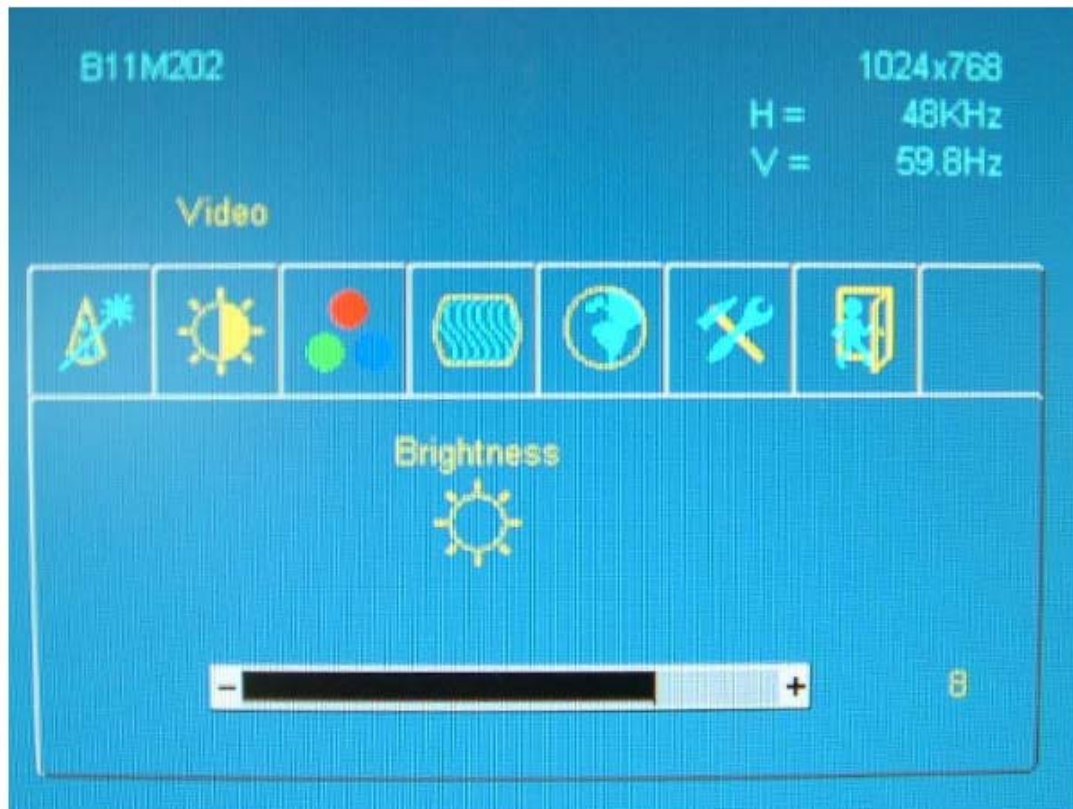 B11M202
1024x768
H = 48KHz
V = 59.8Hz
Video
Brightness
- +
8